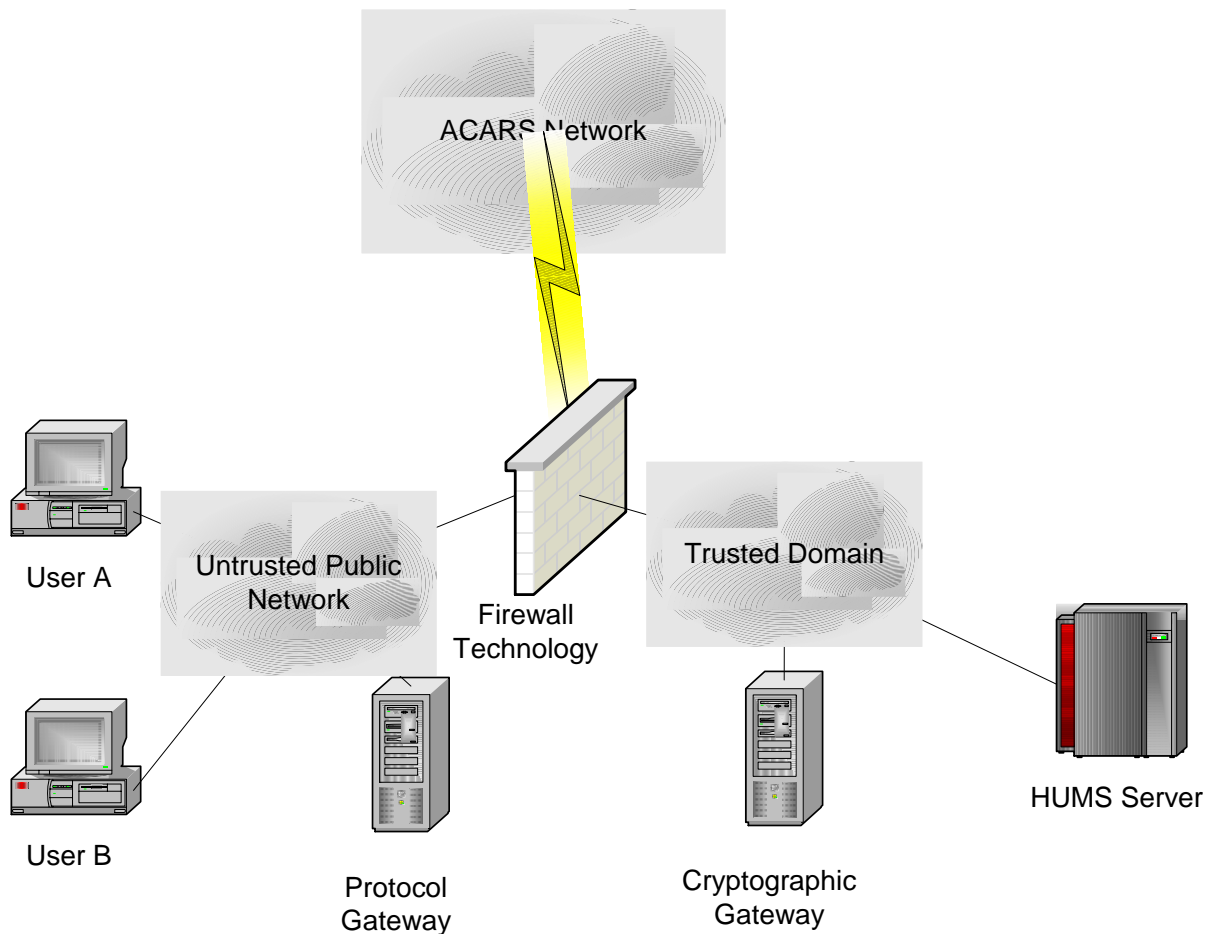 ACARS Network
User A
Untrusted Public
Network
Firewall
Technology
Trusted Domain
User B
Protocol
Gateway
Cryptographic
Gateway
HUMS Server